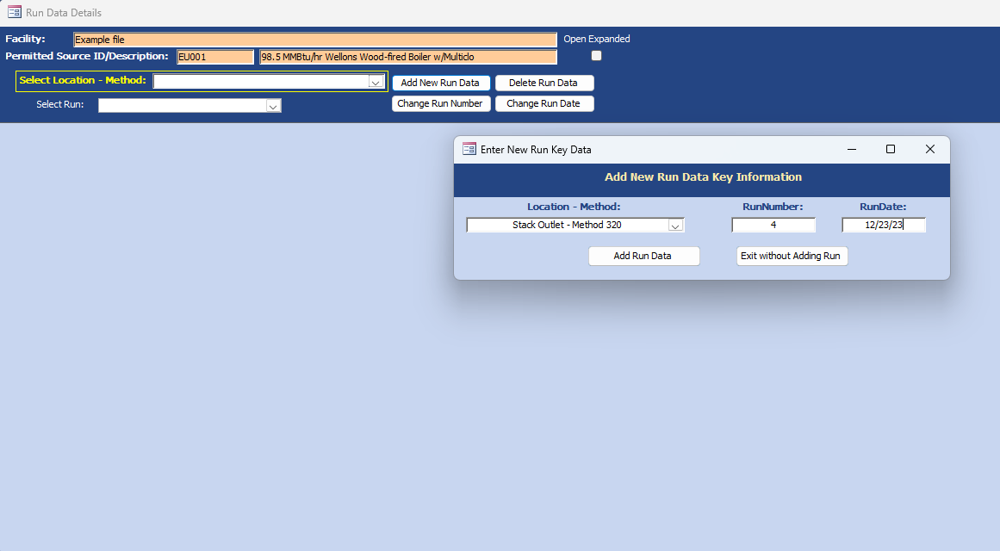 Run Data Details
Facility: Example file Open Expanded
Permitted Source ID/Description: EU001 98.5 MMBtu/hr Wellons Wood-fired Boiler w/Multiclo
Select Location - Method: Add New Run Data Delete Run Data
Select Run: Change Run Number Change Run Date
Enter New Run Key Data
Add New Run Data Key Information
Location - Method: RunNumber: RunDate:
Stack Outlet - Method 320 4 12/23/23
Add Run Data Exit without Adding Run